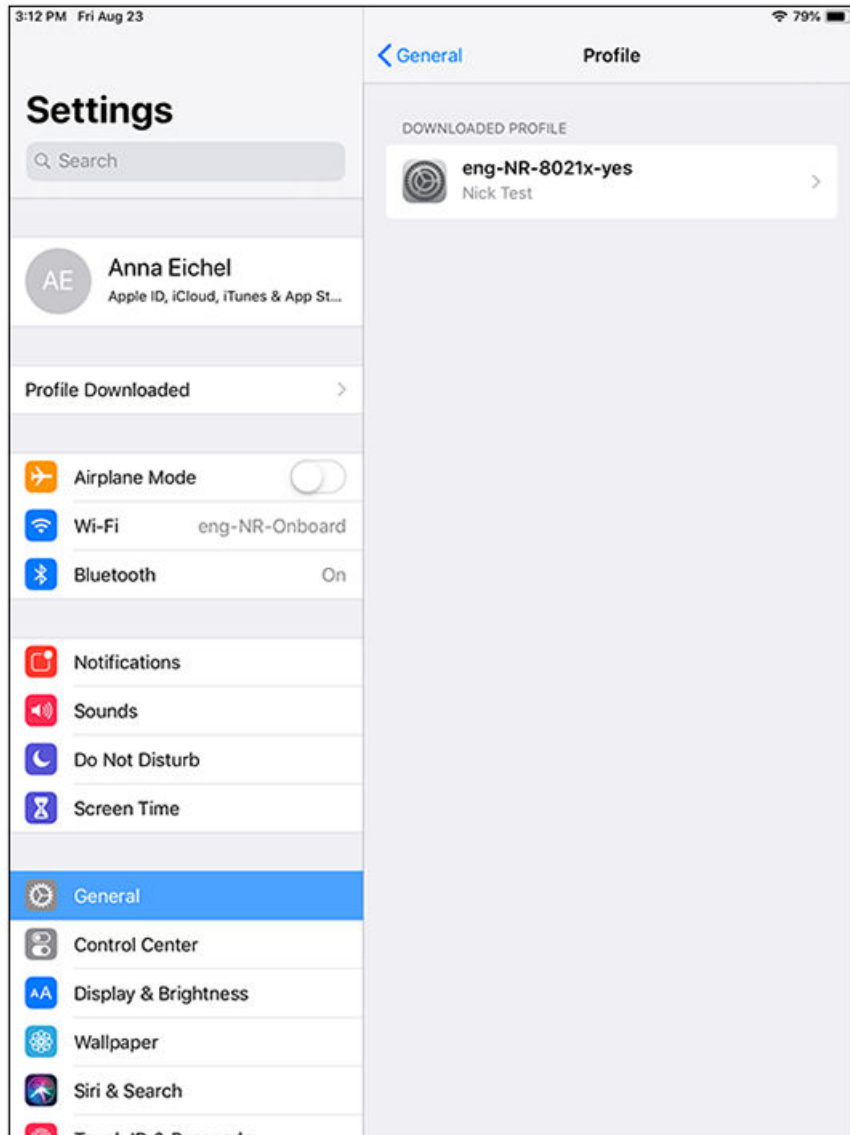 3:12 PM Fri Aug 23
79%
Settings
Search
AE
Anna Eichel
Apple ID, iCloud, iTunes & App St...
Profile Downloaded
Airplane Mode
Wi-Fi eng-NR-Onboard
Bluetooth On
Notifications
Sounds
Do Not Disturb
Screen Time
General
Control Center
AA Display & Brightness
Wallpaper
Siri & Search
General Profile
DOWNLOADED PROFILE
eng-NR-8021x-yes
Nick Test